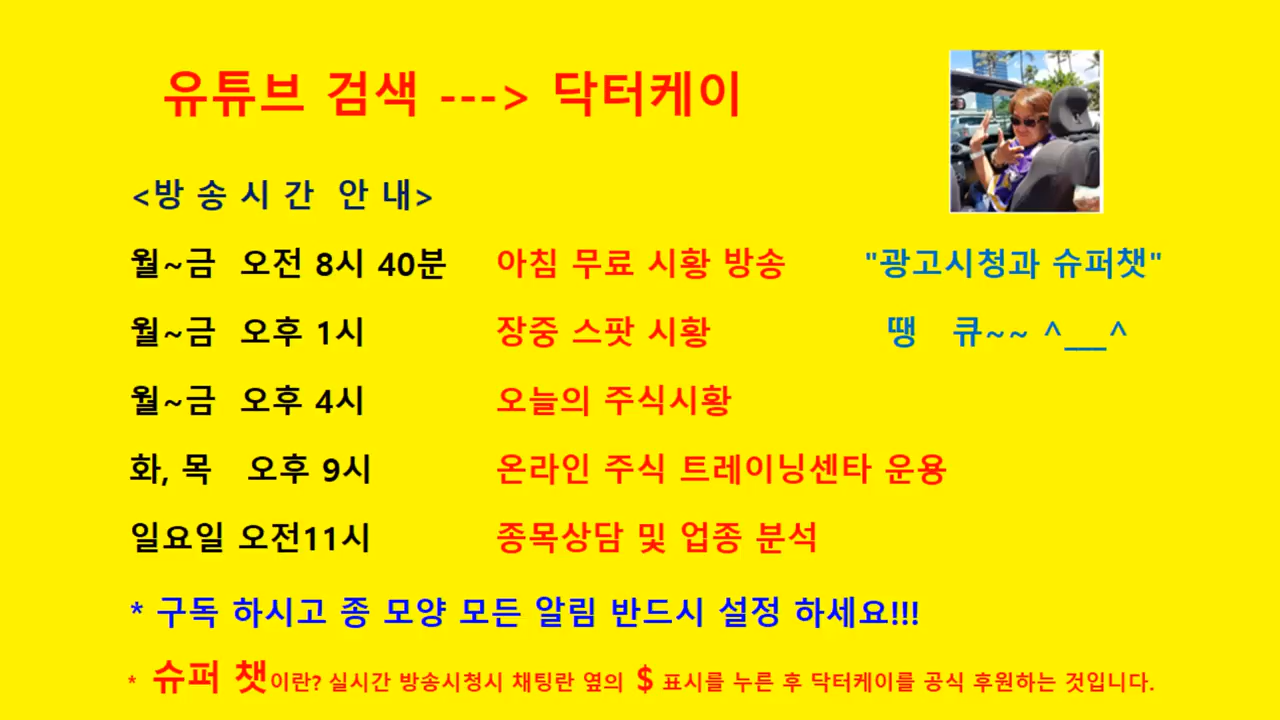 유튜브 검색 ---> 닥터케이
<방 송 시 간 안 내>
월~금 오전 8시 40분 아침 무료 시황 방송 "광고시청과 슈퍼챗"
월~금 오후 1시 장중 스팟 시황 땡 큐~~ ^___^
월~금 오후 4시 오늘의 주식시황
화, 목 오후 9시 온라인 주식 트레이닝센타 운용
일요일 오전11시 종목상담 및 업종 분석
* 구독 하시고 종 모양 모든 알림 반드시 설정 하세요!!!
* 슈퍼 챗이란? 실시간 방송시청시 채팅란 옆의 $ 표시를 누른 후 닥터케이를 공식 후원하는 것입니다.